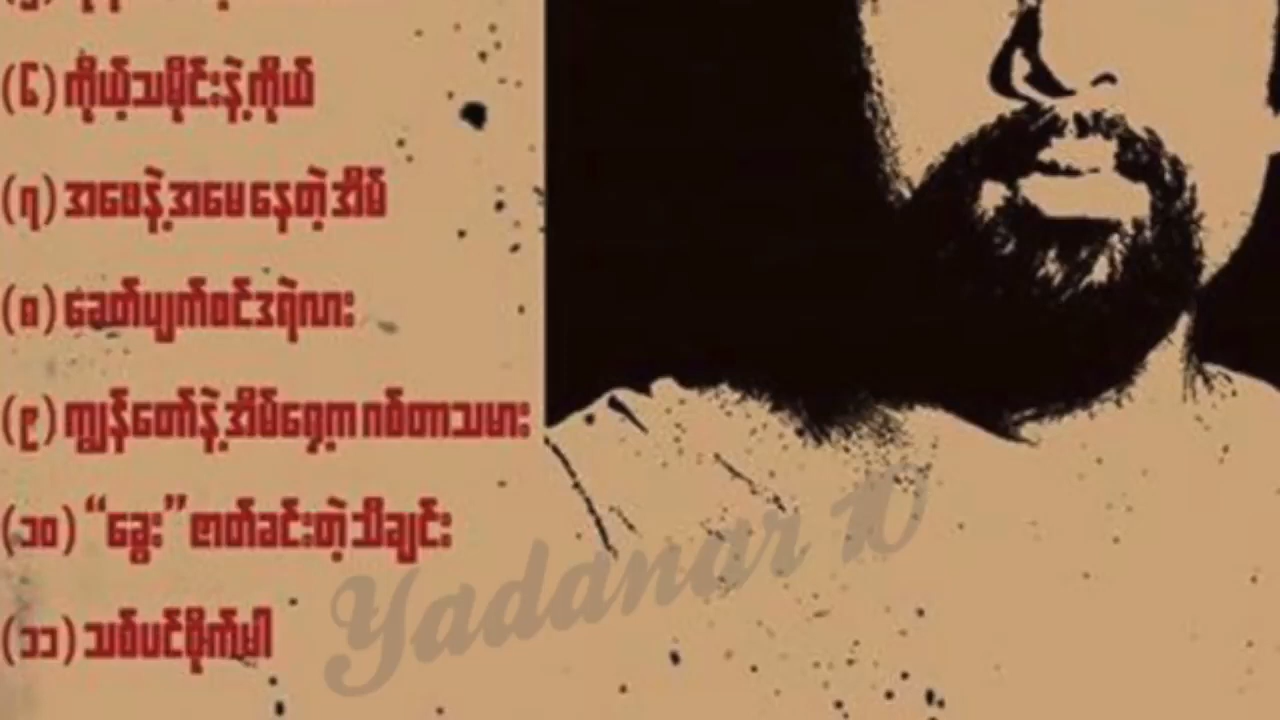 (၆) ကိုယ့်သမိုင်းနဲ့ကိုယ်
(၇) အဖေနဲ့အမေ နေတဲ့အိမ်
(၈) ခေတ်ပျက်ဝင်ဒရဲလား
(၉) ကျွန်တော်နဲ့အိမ်ရှေ့က ဂစ်တာသမား
(၁၀) “ခွေး” ဇာတ်ခင်းတဲ့သီချင်း
(၁၁) သစ်ပင်စိုက်ပါ
Yadanar 10